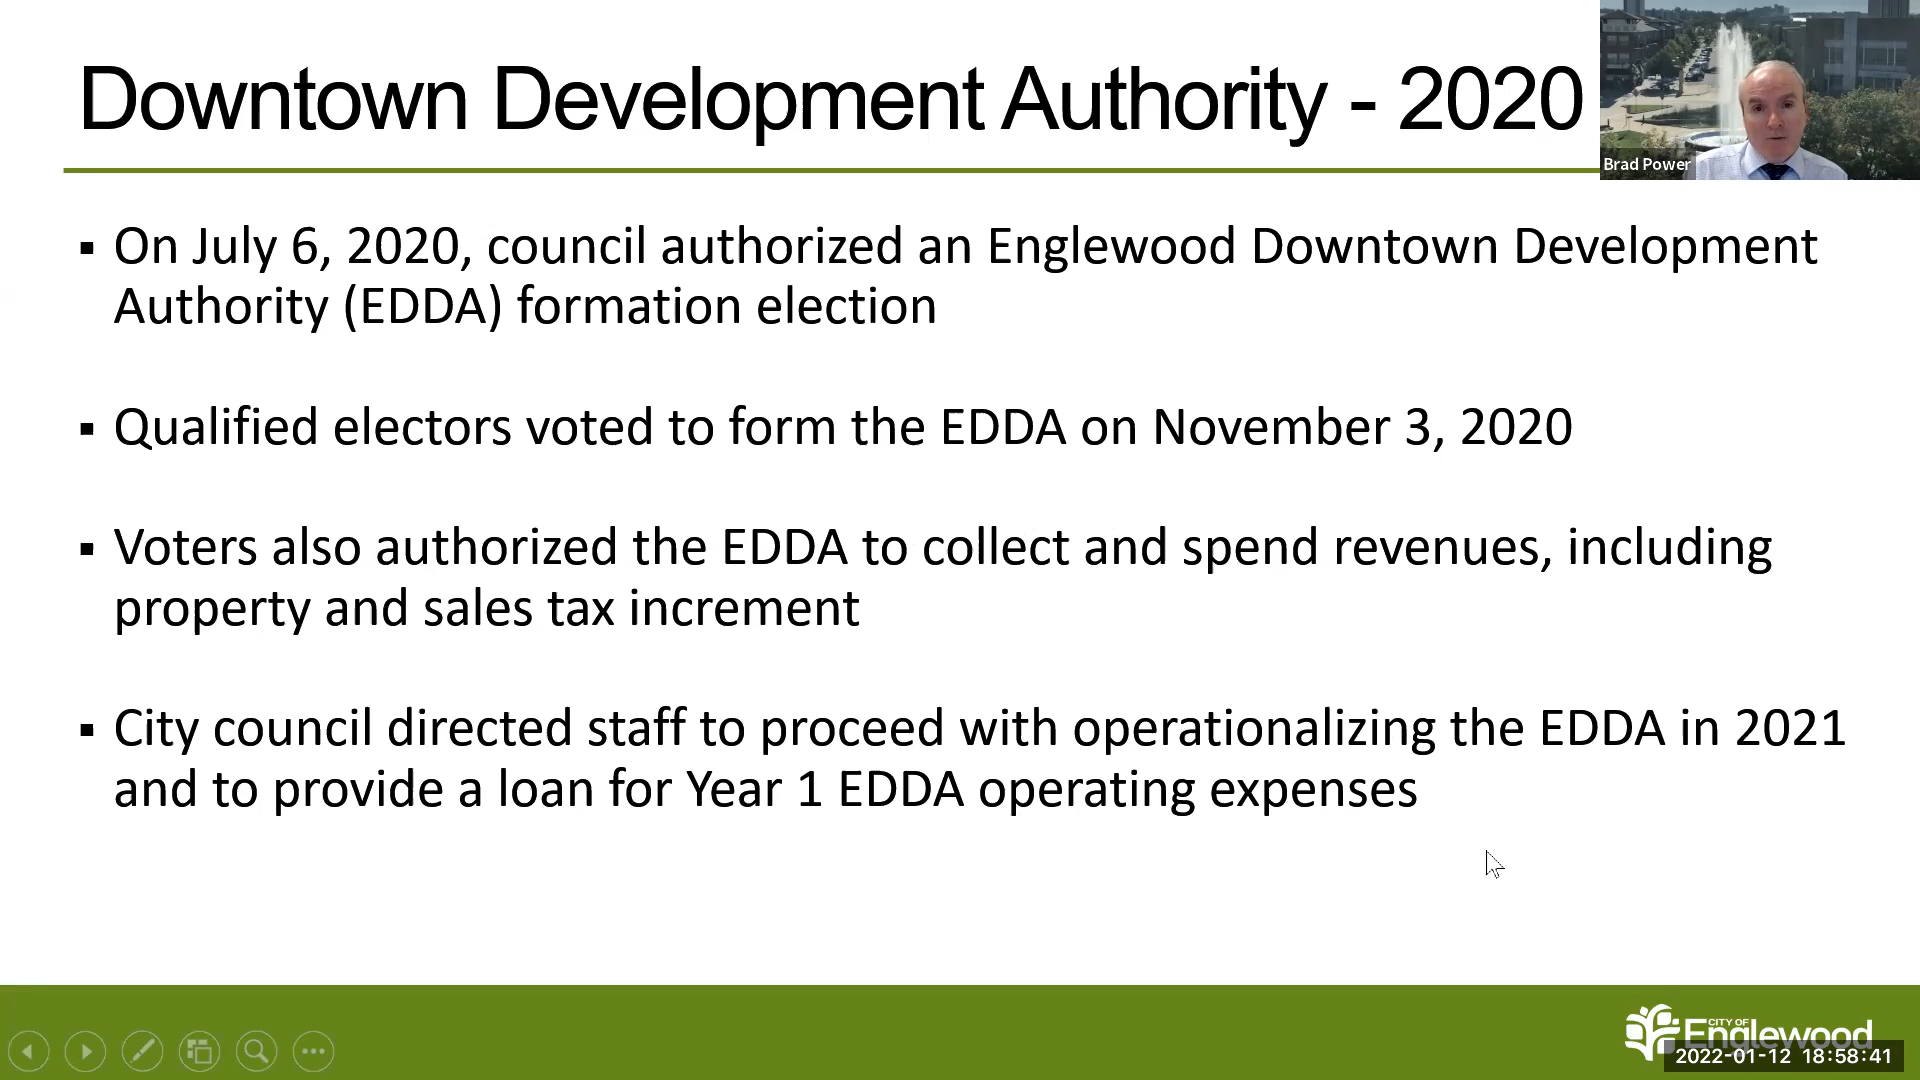 Downtown Development Authority - 2020
Brad Power
▪ On July 6, 2020, council authorized an Englewood Downtown Development
Authority (EDDA) formation election
▪ Qualified electors voted to form the EDDA on November 3, 2020
▪ Voters also authorized the EDDA to collect and spend revenues, including
property and sales tax increment
▪ City council directed staff to proceed with operationalizing the EDDA in 2021
and to provide a loan for Year 1 EDDA operating expenses
CITY OF
Englewood
2022-01-12 18:58:41